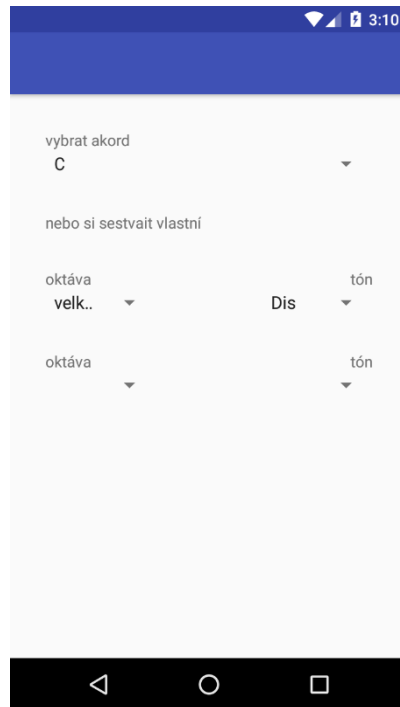 3:10
vybrat akord
C
nebo si sestvait vlastní
oktáva tón
velk.. Dis
oktáva tón